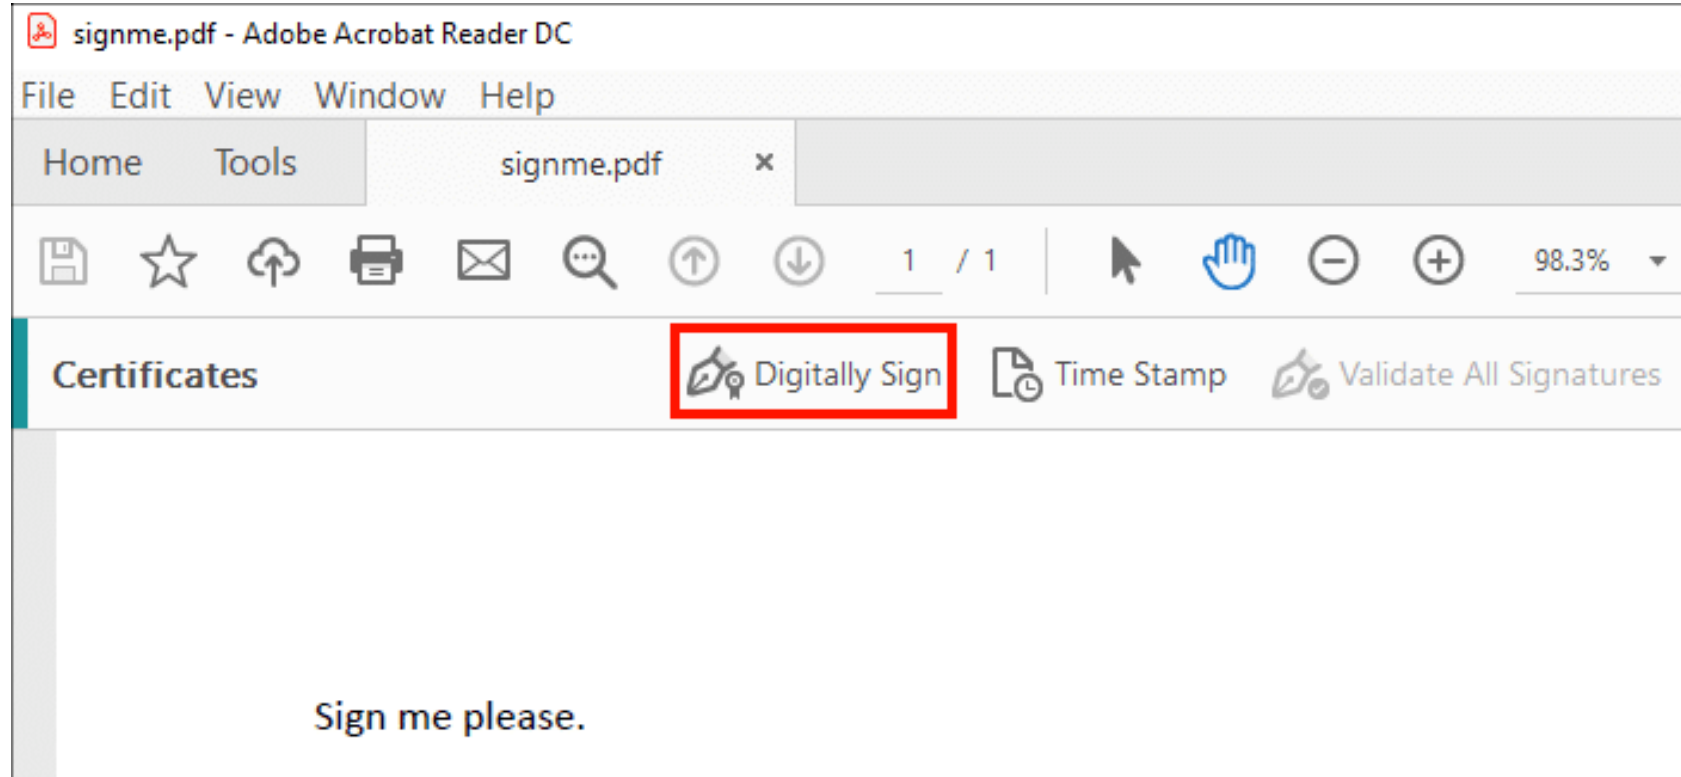 signme.pdf - Adobe Acrobat Reader DC
File Edit View Window Help
Home Tools signme.pdf ×
1 / 1 98.3%
Certificates Digitally Sign Time Stamp Validate All Signatures
Sign me please.